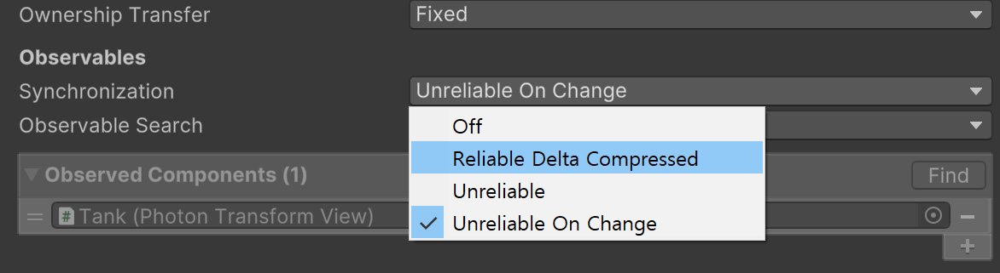 Ownership Transfer Fixed
Observables
Synchronization Unreliable On Change
Observable Search
Off
Reliable Delta Compressed
Unreliable
Unreliable On Change
Observed Components (1) Find
Tank (Photon Transform View)